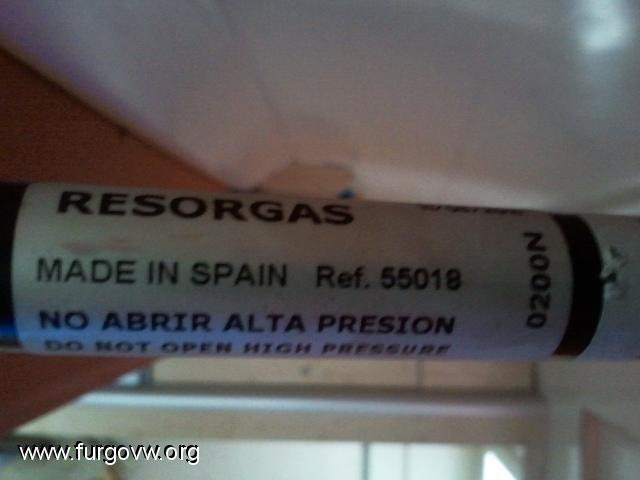 RESORGAS
MADE IN SPAIN Ref. 55018
0200N
NO ABRIR ALTA PRESION
DO NOT OPEN HIGH PRESSURE
www.furgovw.org